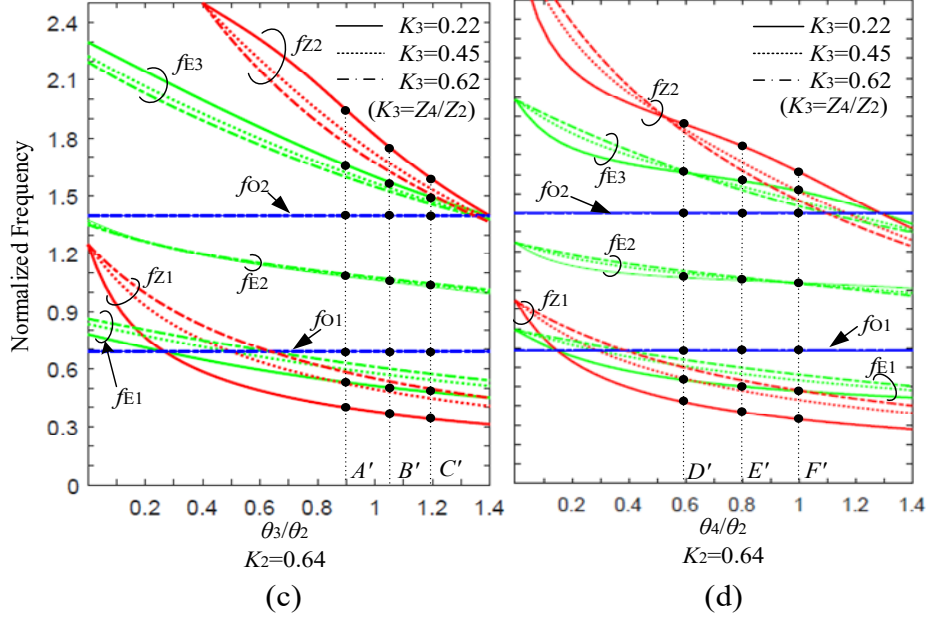 2.4
2.1
1.8
1.6
1.4
1.2
0.9
0.6
0.3
0
Normalized Frequency
fE3
fZ2
K3=0.22
K3=0.45
K3=0.62
(K3=Z4/Z2)
fO2
fE2
fZ1
fO1
fE1
A′ B′ C′
0.2 0.4 0.6 0.8 1 1.2 1.4
θ3/θ2
K2=0.64
(c)
K3=0.22
K3=0.45
K3=0.62
(K3=Z4/Z2)
fZ2
fE3
fO2
fE2
fZ1
fO1
fE1
D′ E′ F′
0.2 0.4 0.6 0.8 1 1.2 1.4
θ4/θ2
K2=0.64
(d)